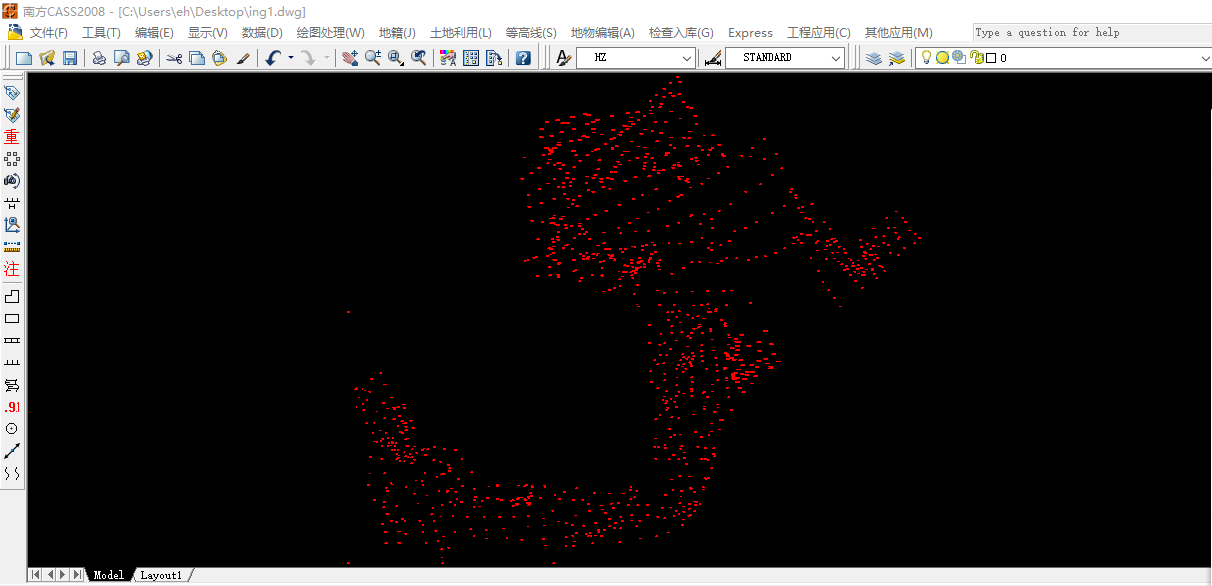 南方CASS2008 - [C:\Users\eh\Desktop\ing1.dwg]
文件(F) 工具(T) 编辑(E) 显示(V) 数据(D) 绘图处理(W) 地籍(J) 土地利用(L) 等高线(S) 地物编辑(A) 检查入库(G) Express 工程应用(C) 其他应用(M) Type a question for help
HZ STANDARD 0
重
注
.91
Model Layout1